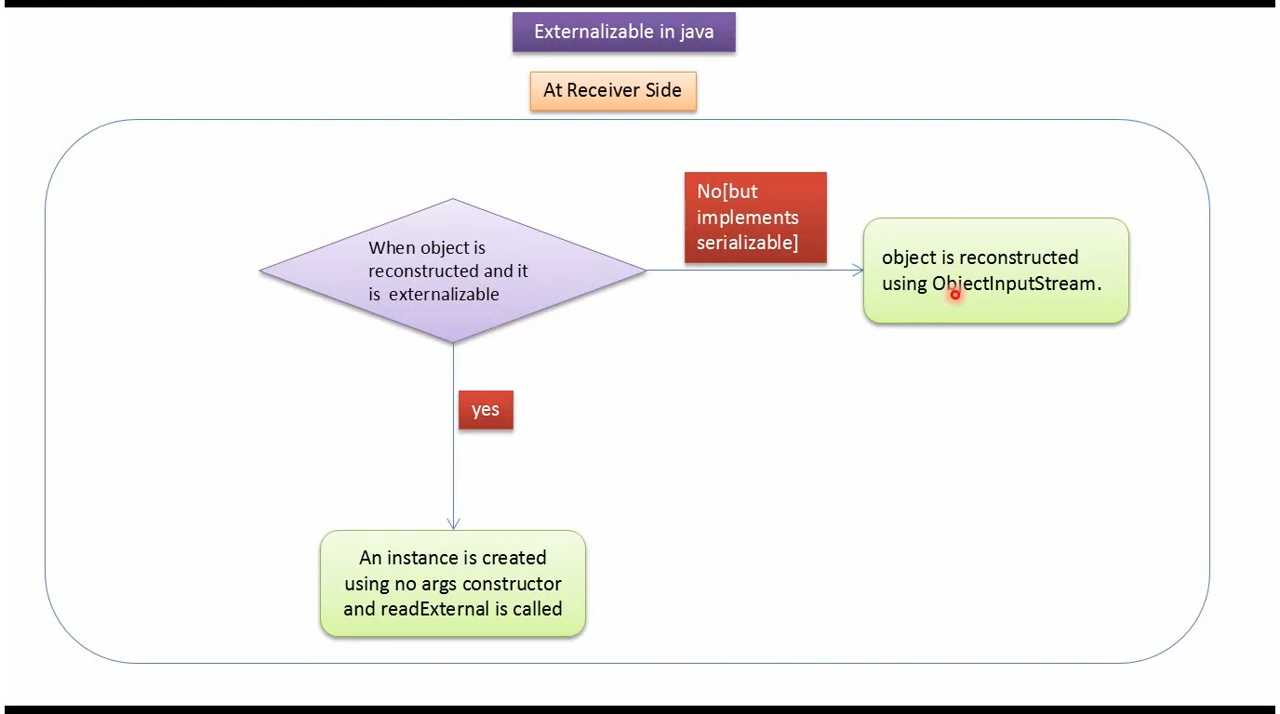 Externalizable in java
At Receiver Side
No[but
implements
serializable]
When object is
reconstructed and it
is externalizable
object is reconstructed
using ObjectInputStream.
yes
An instance is created
using no args constructor
and readExternal is called